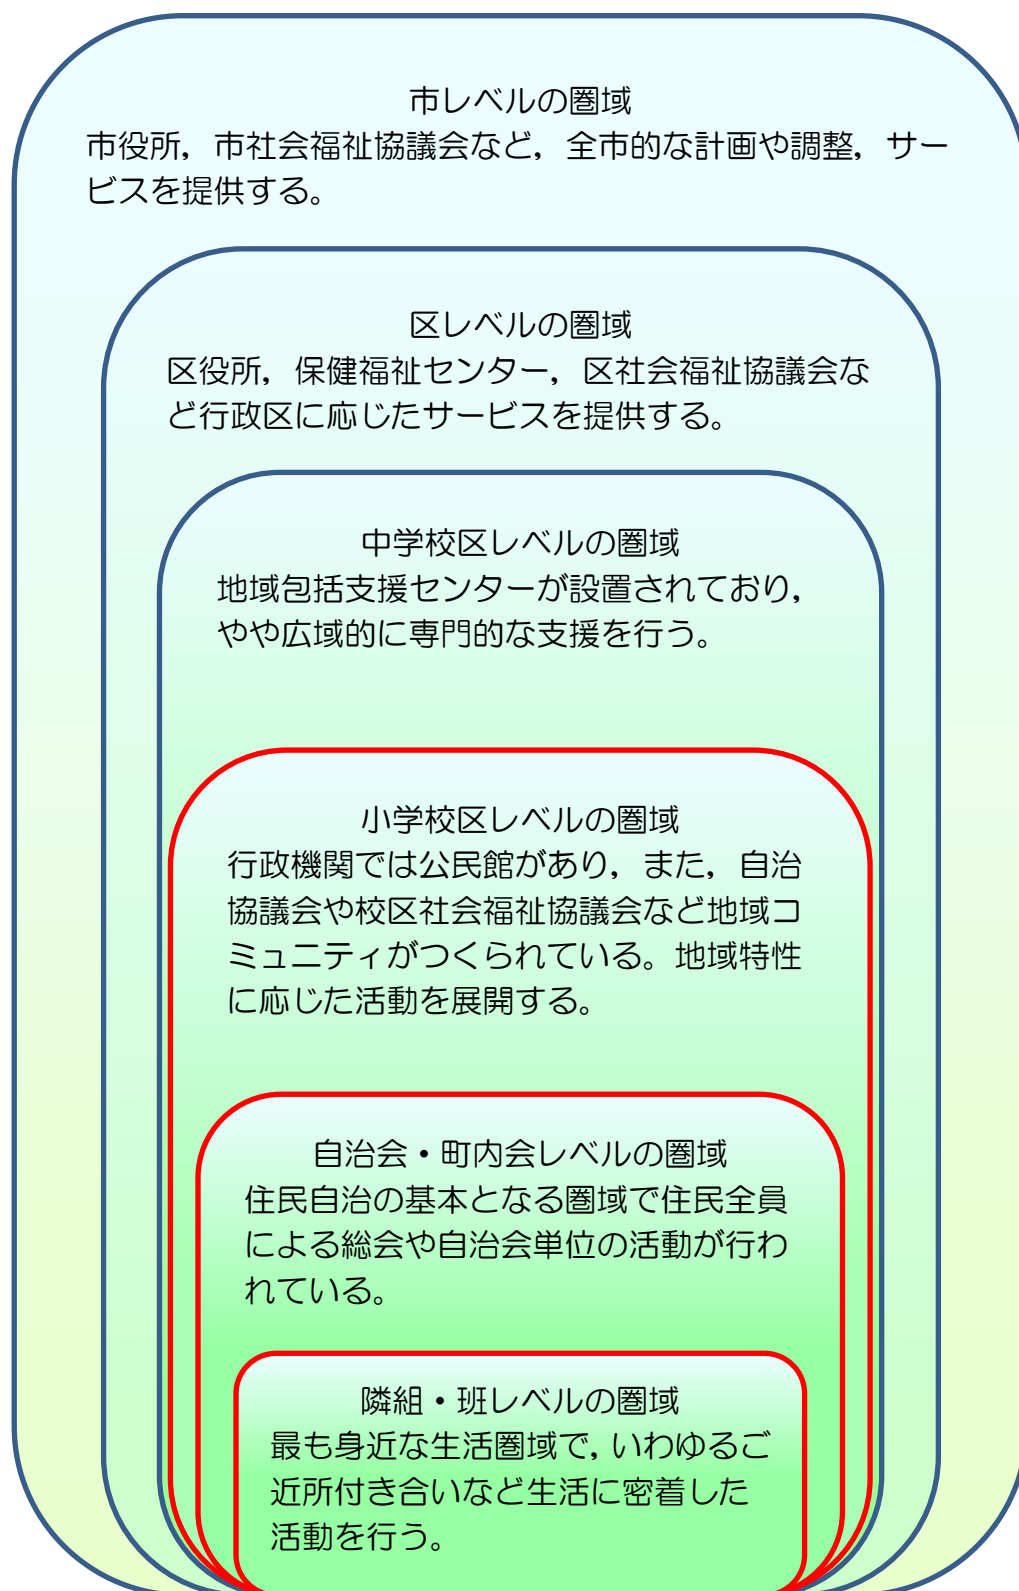 市レベルの圏域
市役所，市社会福祉協議会など，全市的な計画や調整，サー
ビスを提供する。
区レベルの圏域
区役所，保健福祉センター，区社会福祉協議会な
ど行政区に応じたサービスを提供する。
中学校区レベルの圏域
地域包括支援センターが設置されており，
やや広域的に専門的な支援を行う。
小学校区レベルの圏域
行政機関では公民館があり，また，自治
協議会や校区社会福祉協議会など地域コ
ミュニティがつくられている。地域特性
に応じた活動を展開する。
自治会・町内会レベルの圏域
住民自治の基本となる圏域で住民全員
による総会や自治会単位の活動が行わ
れている。
隣組・班レベルの圏域
最も身近な生活圏域で，いわゆるご
近所付き合いなど生活に密着した
活動を行う。